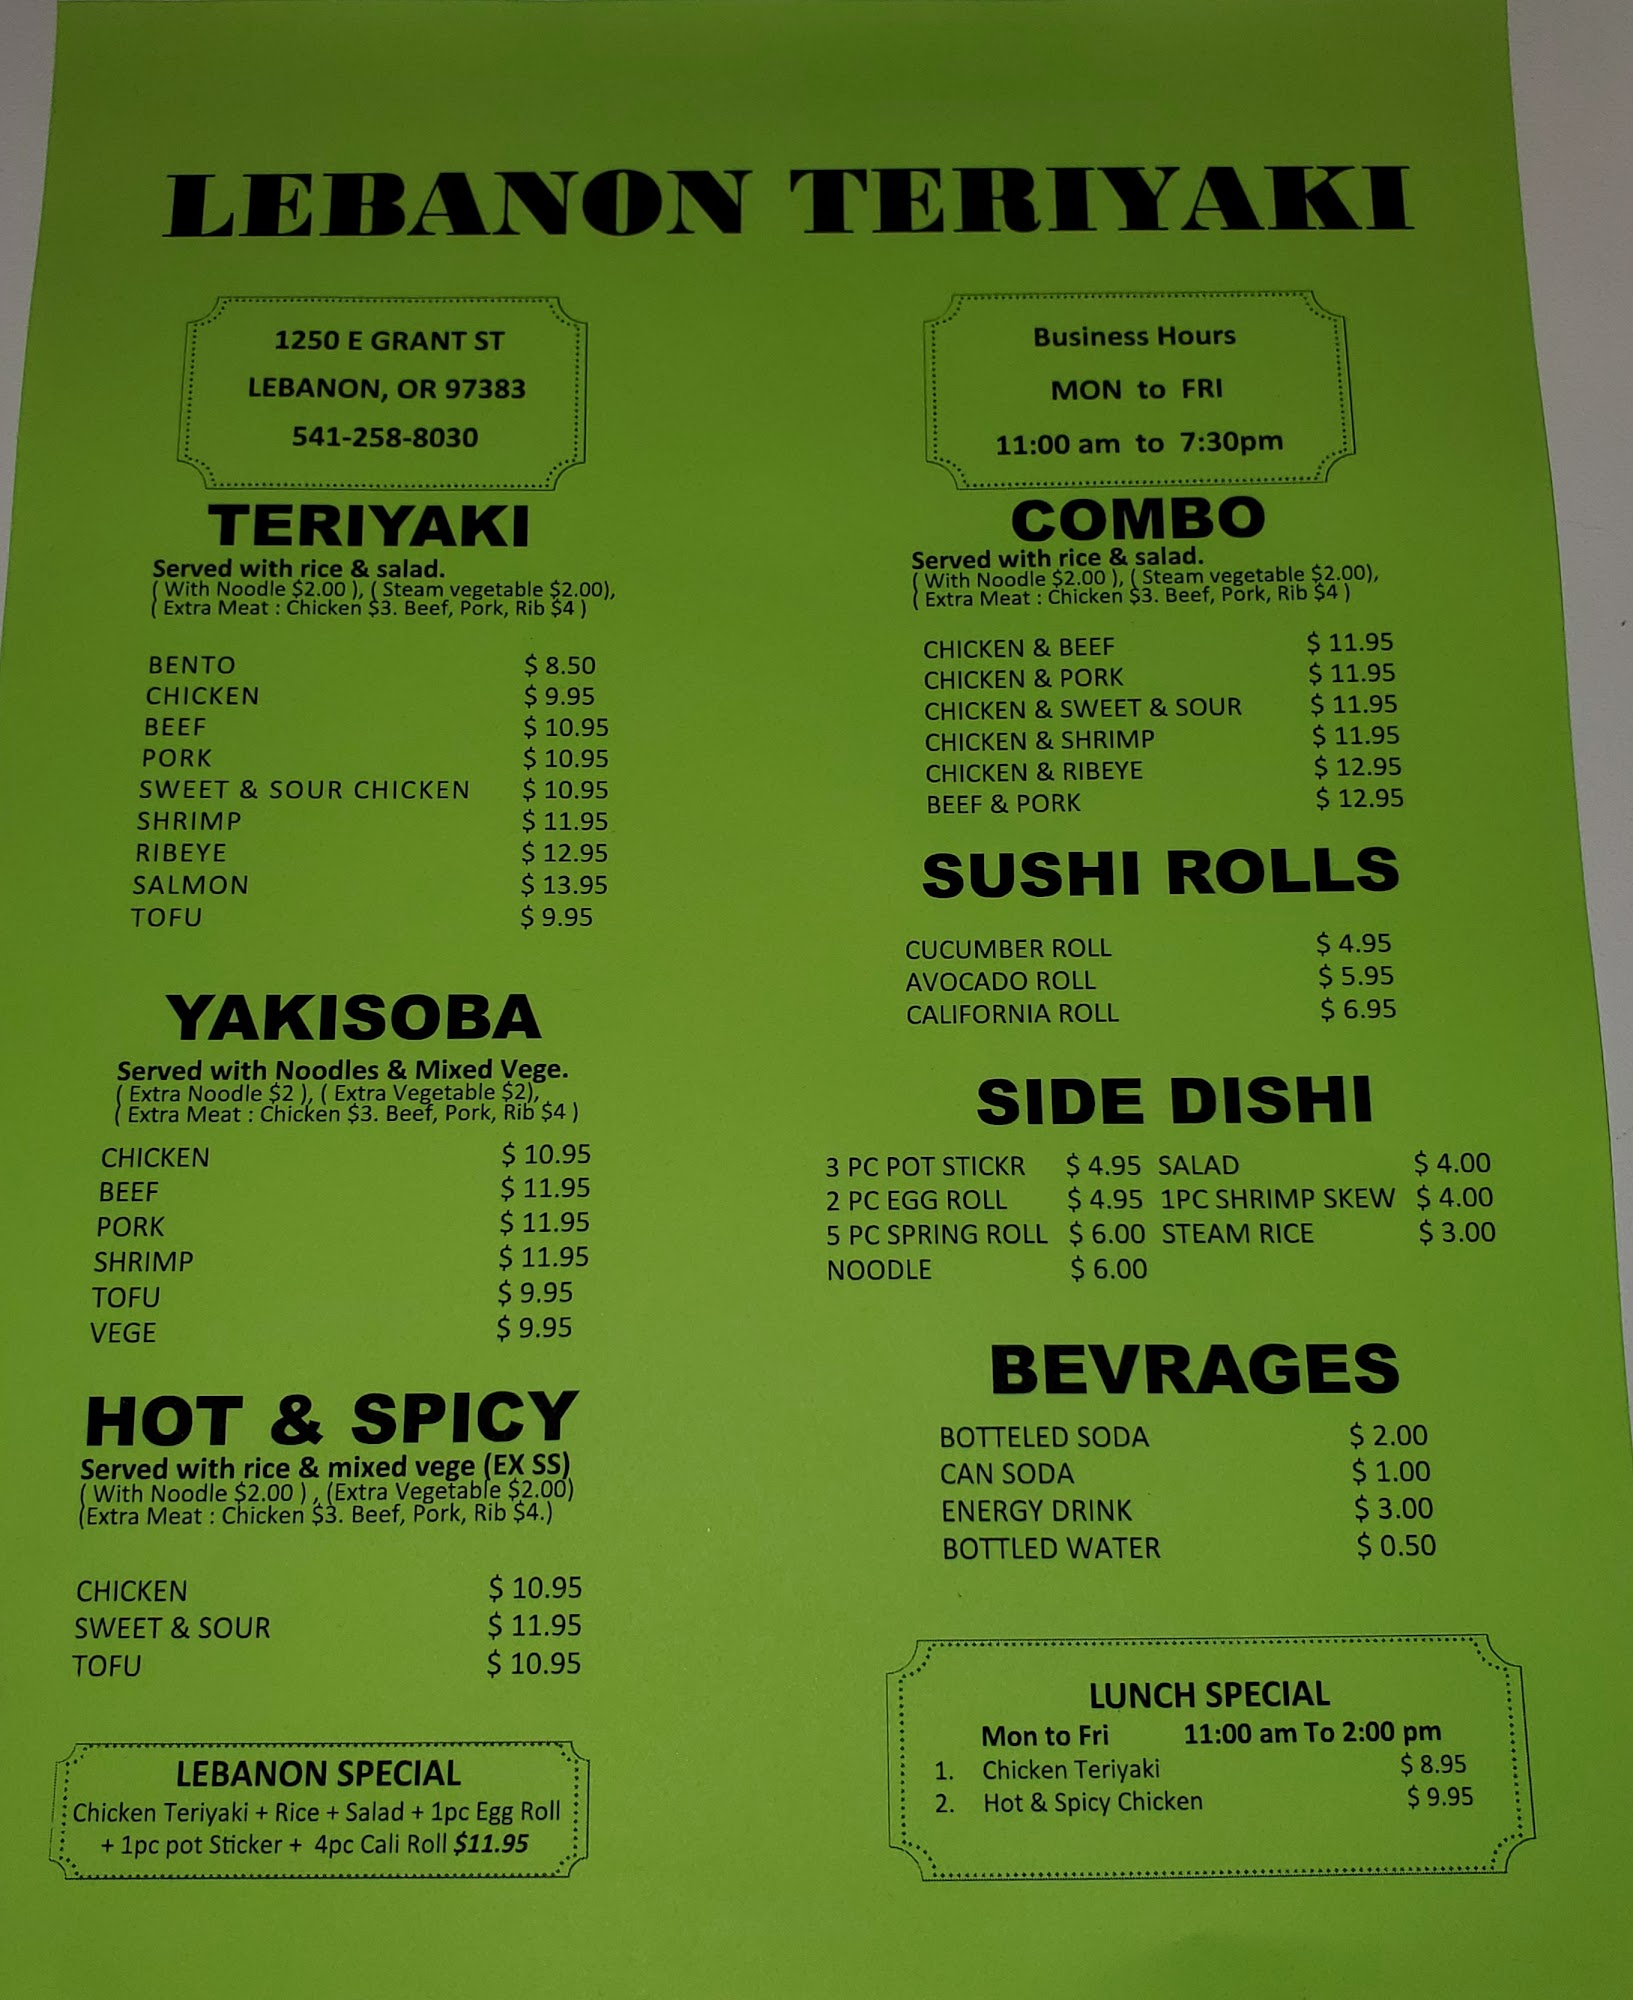 LEBANON TERIYAKI
1250 E GRANT ST
LEBANON, OR 97383
541-258-8030
Business Hours
MON to FRI
11:00 am to 7:30pm
TERIYAKI
Served with rice & salad.
( With Noodle $2.00 ), ( Steam vegetable $2.00),
( Extra Meat : Chicken $3. Beef, Pork, Rib $4 )
BENTO $ 8.50
CHICKEN $ 9.95
BEEF $ 10.95
PORK $ 10.95
SWEET & SOUR CHICKEN $ 10.95
SHRIMP $ 11.95
RIBEYE $ 12.95
SALMON $ 13.95
TOFU $ 9.95
YAKISOBA
Served with Noodles & Mixed Vege.
( Extra Noodle $2 ), ( Extra Vegetable $2),
( Extra Meat : Chicken $3. Beef, Pork, Rib $4 )
CHICKEN $ 10.95
BEEF $ 11.95
PORK $ 11.95
SHRIMP $ 11.95
TOFU $ 9.95
VEGE $ 9.95
HOT & SPICY
Served with rice & mixed vege (EX SS)
( With Noodle $2.00 ) , (Extra Vegetable $2.00)
(Extra Meat : Chicken $3. Beef, Pork, Rib $4.)
CHICKEN $ 10.95
SWEET & SOUR $ 11.95
TOFU $ 10.95
LEBANON SPECIAL
Chicken Teriyaki + Rice + Salad + 1pc Egg Roll
+ 1pc pot Sticker + 4pc Cali Roll $11.95
COMBO
Served with rice & salad.
( With Noodle $2.00 ), ( Steam vegetable $2.00),
( Extra Meat : Chicken $3. Beef, Pork, Rib $4 )
CHICKEN & BEEF $ 11.95
CHICKEN & PORK $ 11.95
CHICKEN & SWEET & SOUR $ 11.95
CHICKEN & SHRIMP $ 11.95
CHICKEN & RIBEYE $ 12.95
BEEF & PORK $ 12.95
SUSHI ROLLS
CUCUMBER ROLL $ 4.95
AVOCADO ROLL $ 5.95
CALIFORNIA ROLL $ 6.95
SIDE DISHI
3 PC POT STICKR $ 4.95 SALAD $ 4.00
2 PC EGG ROLL $ 4.95 1PC SHRIMP SKEW $ 4.00
5 PC SPRING ROLL $ 6.00 STEAM RICE $ 3.00
NOODLE $ 6.00
BEVRAGES
BOTTELED SODA $ 2.00
CAN SODA $ 1.00
ENERGY DRINK $ 3.00
BOTTLED WATER $ 0.50
LUNCH SPECIAL
Mon to Fri 11:00 am To 2:00 pm
1. Chicken Teriyaki $ 8.95
2. Hot & Spicy Chicken $ 9.95